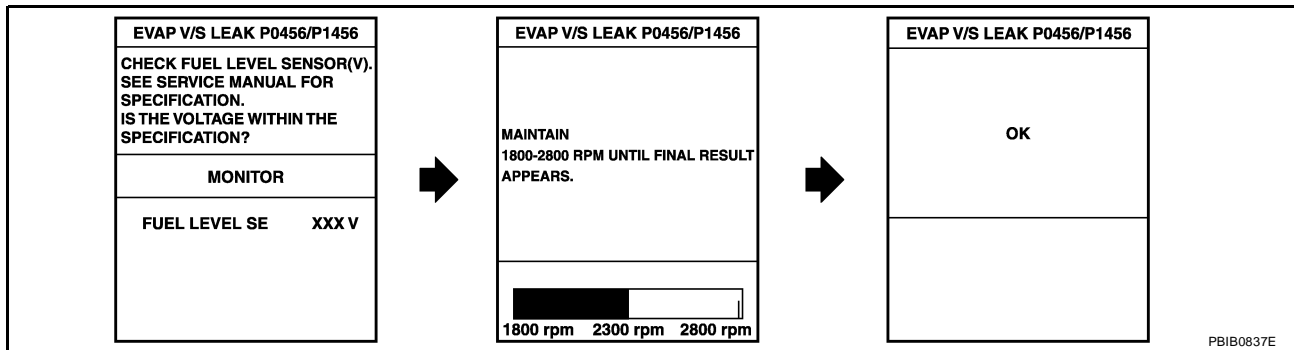 EVAP V/S LEAK P0456/P1456
CHECK FUEL LEVEL SENSOR(V).
SEE SERVICE MANUAL FOR
SPECIFICATION.
IS THE VOLTAGE WITHIN THE
SPECIFICATION?
MONITOR
FUEL LEVEL SE XXX V
EVAP V/S LEAK P0456/P1456
MAINTAIN
1800-2800 RPM UNTIL FINAL RESULT
APPEARS.
1800 rpm 2300 rpm 2800 rpm
EVAP V/S LEAK P0456/P1456
OK
PBIB0837E